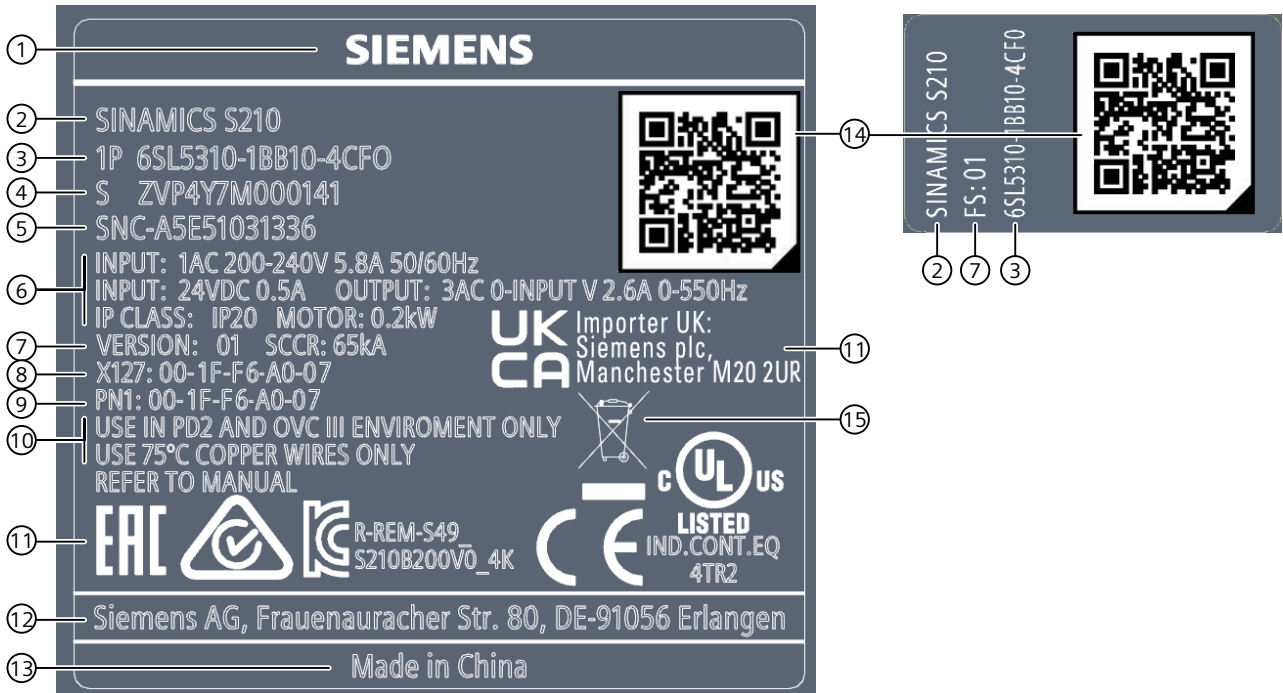 ① SIEMENS
② SINAMICS S210
③ 1P 6SL5310-1BB10-4CFO
④ S ZVP4Y7M000141
⑤ SNC-A5E51031336
⑥ INPUT: 1AC 200-240V 5.8A 50/60Hz
INPUT: 24VDC 0.5A OUTPUT: 3AC 0-INPUT V 2.6A 0-550Hz
IP CLASS: IP20 MOTOR: 0.2kW
⑦ VERSION: 01 SCCR: 65kA
⑧ X127: 00-1F-F6-A0-07
⑨ PN1: 00-1F-F6-A0-07
⑩ USE IN PD2 AND OVC III ENVIROMENT ONLY
USE 75°C COPPER WIRES ONLY
REFER TO MANUAL
UK
CA
Importer UK:
Siemens plc,
Manchester M20 2UR
⑪
⑮
⑪ EAC
R-REM-S49_
S210B200V0_4K
CE
C UL US
LISTED
IND.CONT.EQ
4TR2
⑫ Siemens AG, Frauenauracher Str. 80, DE-91056 Erlangen
⑬ Made in China
⑭
SINAMICS S210
FS:01
6SL5310-1BB10-4CF0
② ⑦ ③